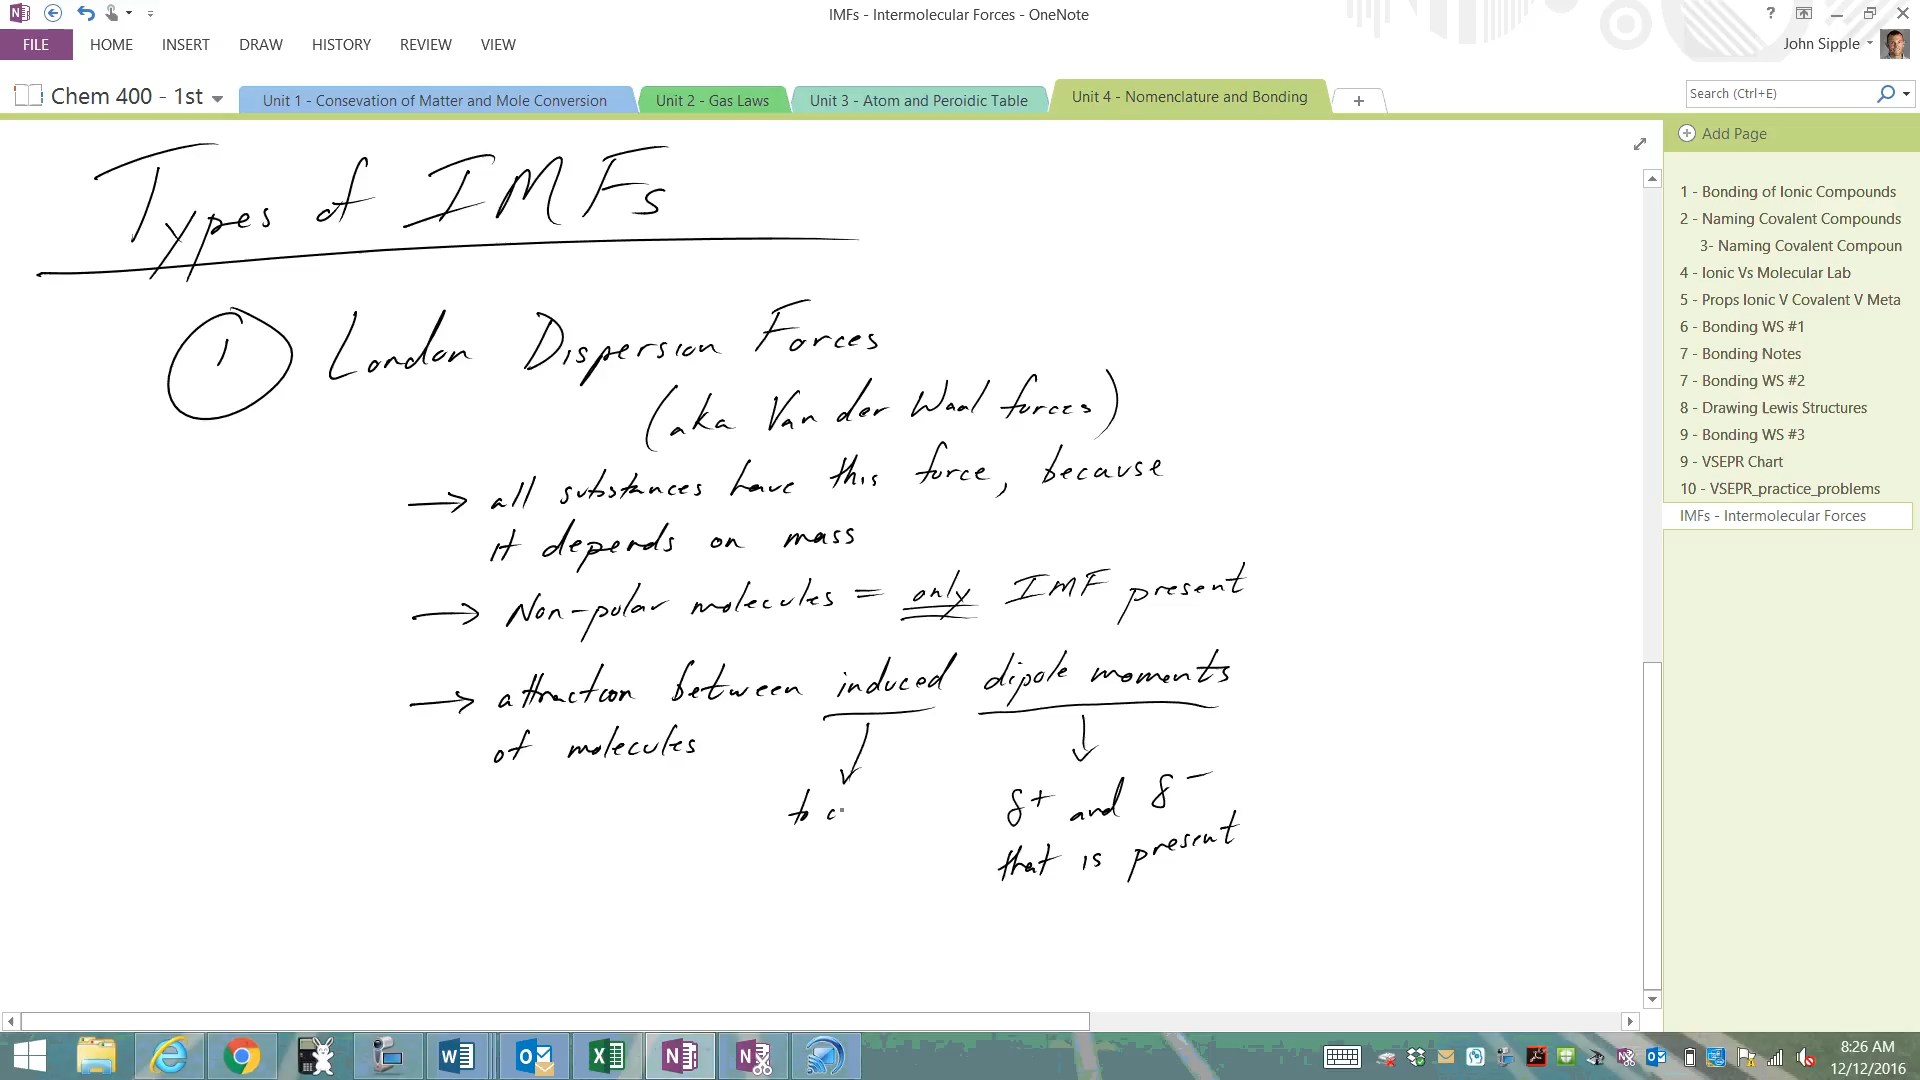 IMFs - Intermolecular Forces - OneNote
?
FILE HOME INSERT DRAW HISTORY REVIEW VIEW
John Sipple
Chem 400 - 1st
Unit 1 - Consevation of Matter and Mole Conversion
Unit 2 - Gas Laws
Unit 3 - Atom and Peroidic Table
Unit 4 - Nomenclature and Bonding
+
Search (Ctrl+E)
Add Page
1 - Bonding of Ionic Compounds
2 - Naming Covalent Compounds
3- Naming Covalent Compoun
4 - Ionic Vs Molecular Lab
5 - Props Ionic V Covalent V Meta
6 - Bonding WS #1
7 - Bonding Notes
7 - Bonding WS #2
8 - Drawing Lewis Structures
9 - Bonding WS #3
9 - VSEPR Chart
10 - VSEPR_practice_problems
IMFs - Intermolecular Forces
Types of IMFs
1 London Dispersion Forces
(aka Van der Waal forces)
→ all substances have this force, because
it depends on mass
→ Non-polar molecules = only IMF present
→ attraction between induced dipole moments
of molecules
to c
δ+ and δ-
that is present
8:26 AM
12/12/2016